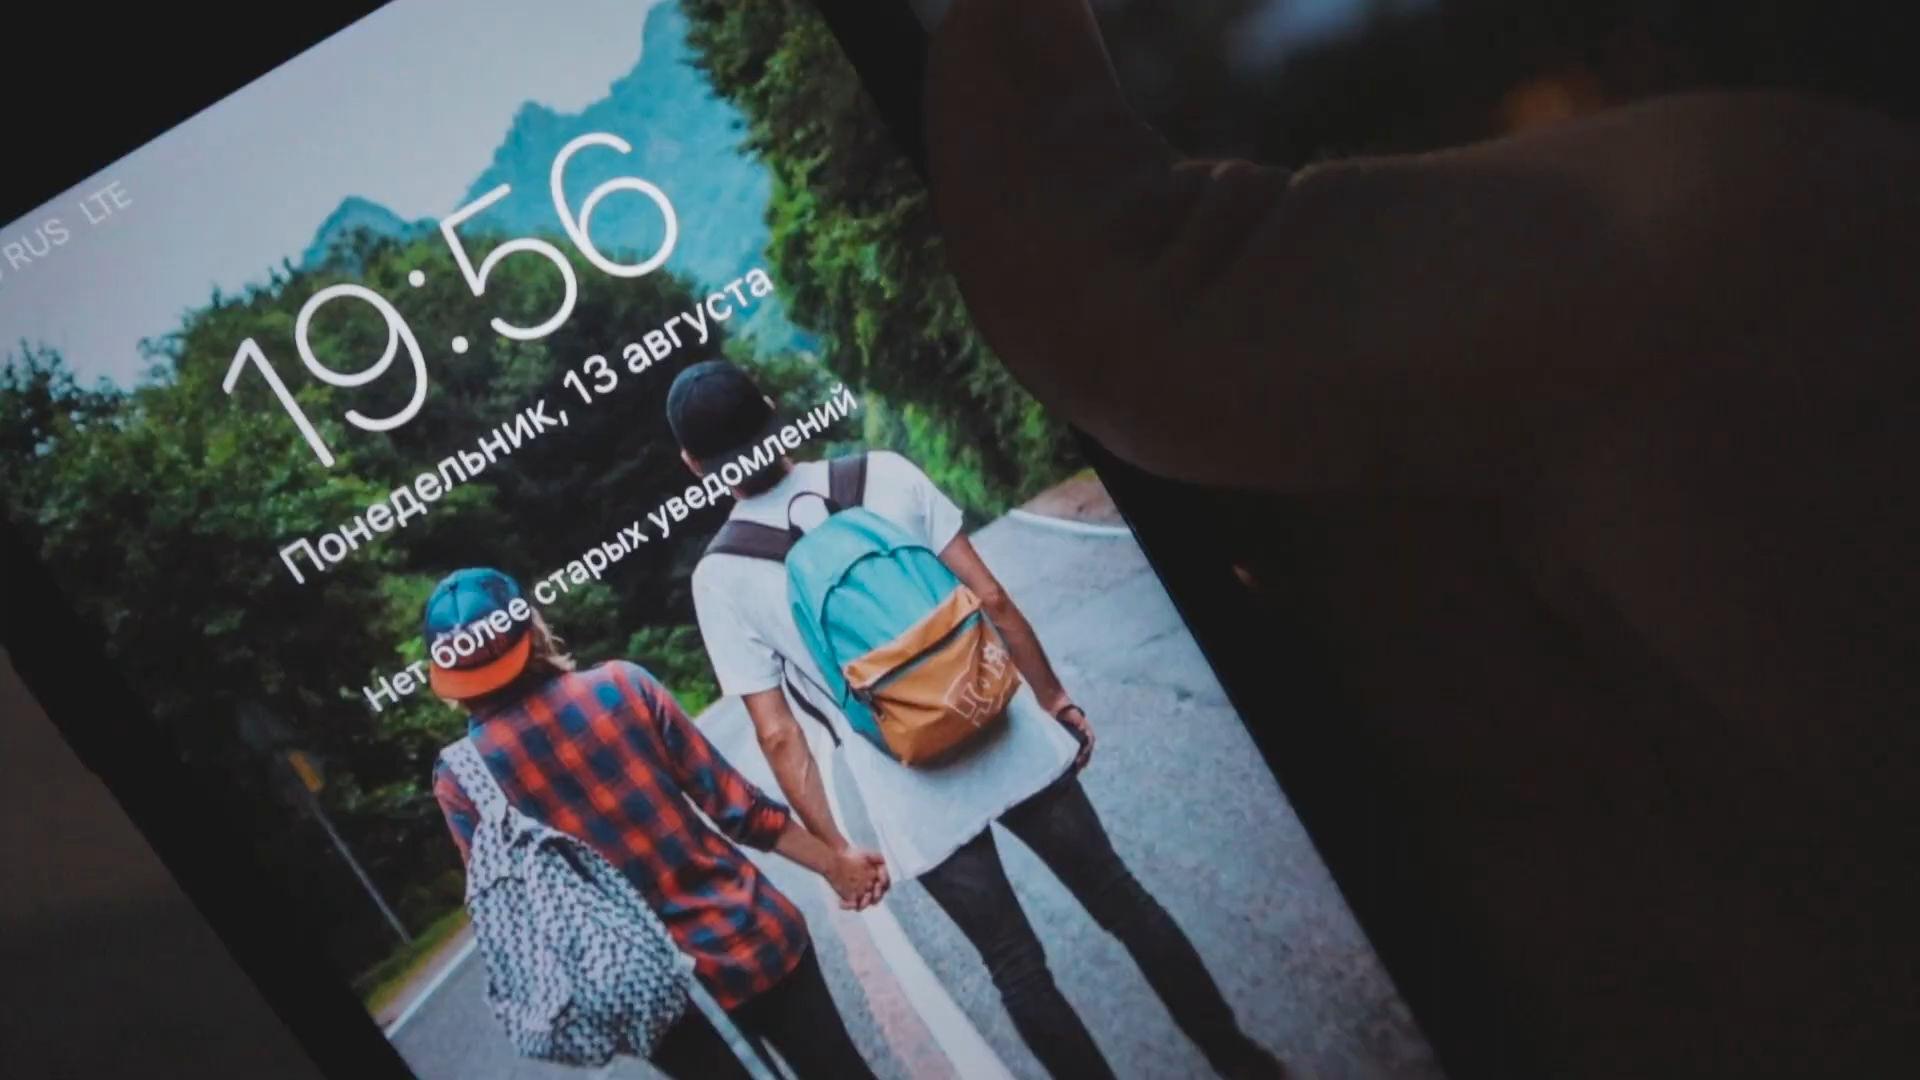 RUS LTE
19:56
Понедельник, 13 августа
Нет более старых уведомлений